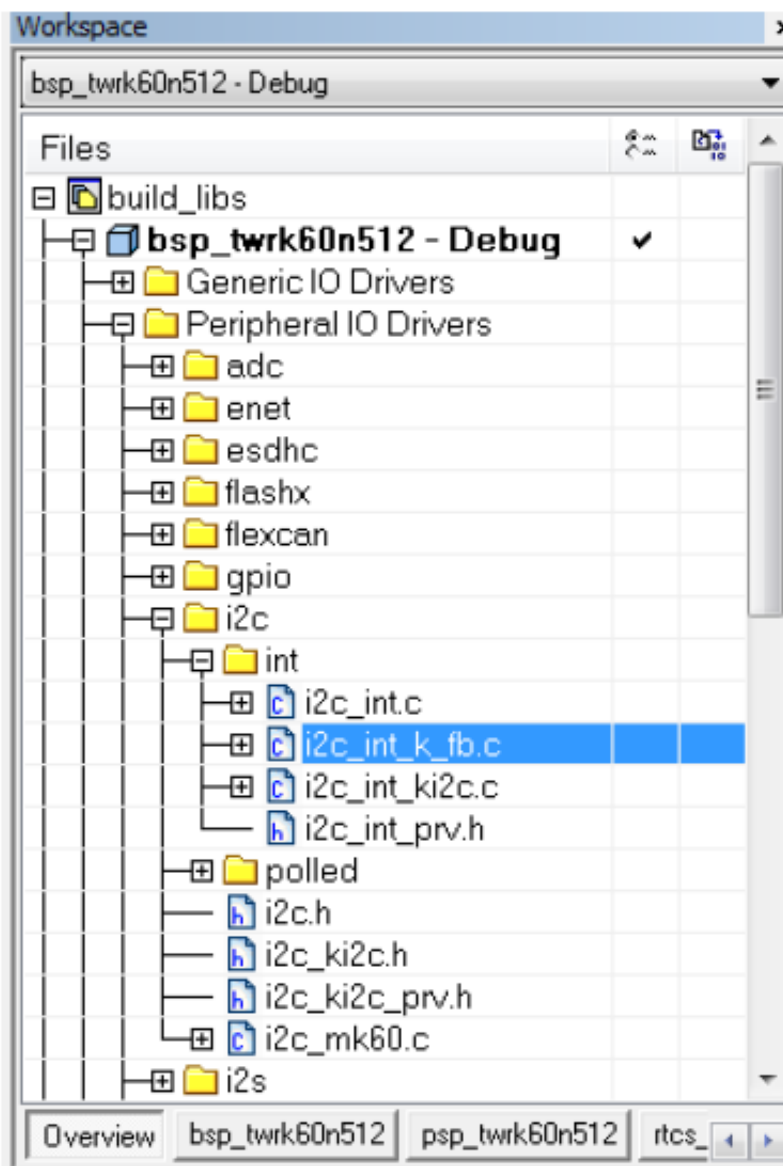 Workspace
bsp_twrk60n512 - Debug
Files
build_libs
bsp_twrk60n512 - Debug
Generic IO Drivers
Peripheral IO Drivers
adc
enet
esdhc
flashx
flexcan
gpio
i2c
int
i2c_int.c
i2c_int_k_fb.c
i2c_int_ki2c.c
i2c_int_prv.h
polled
i2c.h
i2c_ki2c.h
i2c_ki2c_prv.h
i2c_mk60.c
i2s
Overview bsp_twrk60n512 psp_twrk60n512 rtcs_